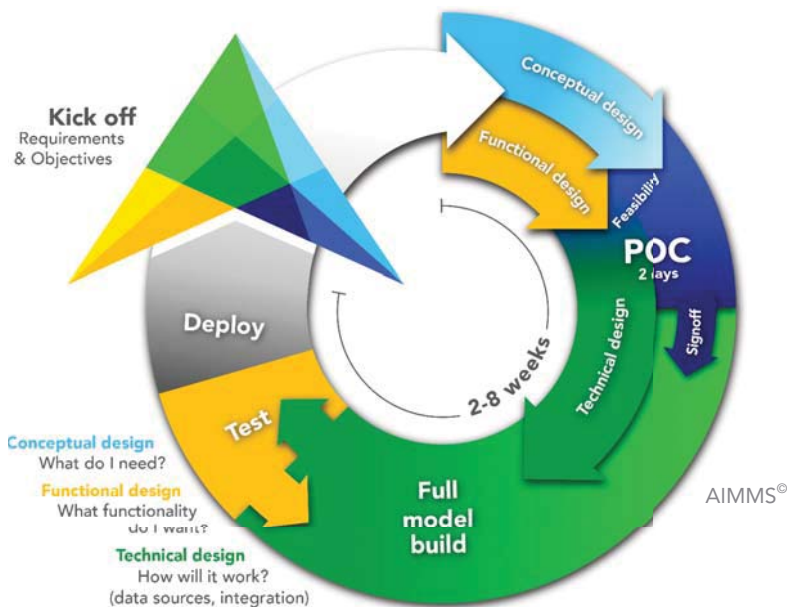 Kick off
Requirements
& Objectives
Conceptual design
Functional design
Feasibility
POC
2 days
Signoff
Technical design
2-8 weeks
Full
model
build
Test
Deploy
Conceptual design
What do I need?
Functional design
What functionality
do I want?
Technical design
How will it work?
(data sources, integration)
AIMMS©